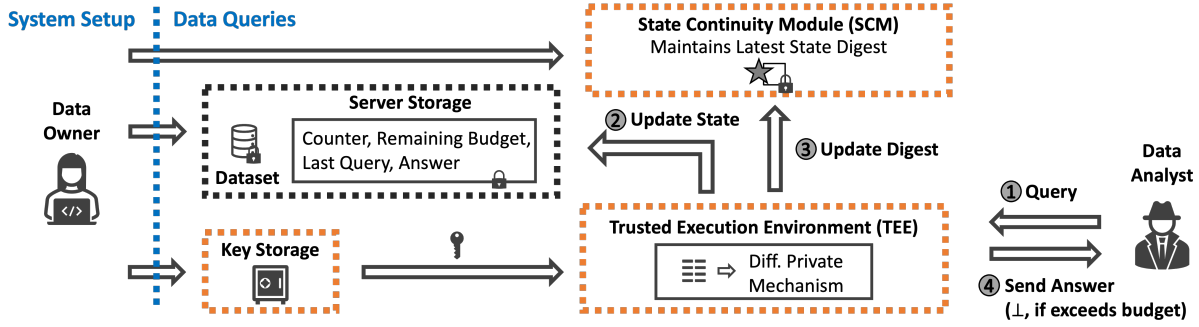 System Setup
Data Queries
State Continuity Module (SCM)
Maintains Latest State Digest
Data
Owner
Server Storage
Counter, Remaining Budget,
Last Query, Answer
Dataset
2 Update State
3 Update Digest
Data
Analyst
1 Query
Key Storage
Trusted Execution Environment (TEE)
Diff. Private
Mechanism
4 Send Answer
(⊥, if exceeds budget)